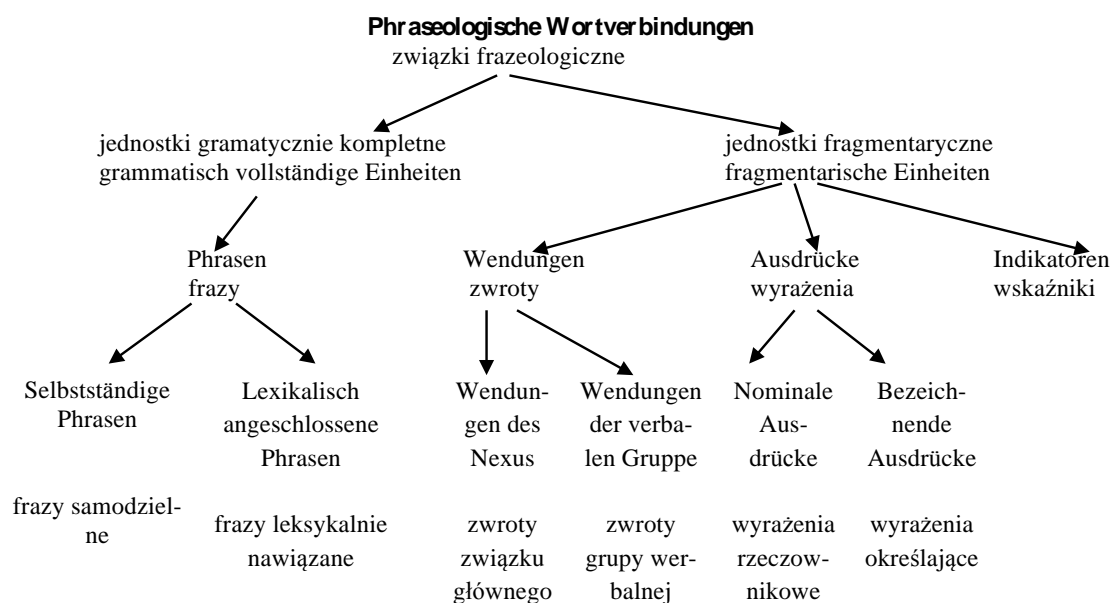 Phraseologische Wortverbindungen
związki frazeologiczne
jednostki gramatycznie kompletne
grammatisch vollständige Einheiten
jednostki fragmentaryczne
fragmentarische Einheiten
Phrasen
frazy
Wendungen
zwroty
Ausdrücke
wyrażenia
Indikatoren
wskaźniki
Selbstständige
Phrasen
frazy samodziel-
ne
Lexikalisch
angeschlossene
Phrasen
frazy leksykalnie
nawiązane
Wendun-
gen des
Nexus
zwroty
związku
głównego
Wendungen
der verba-
len Gruppe
zwroty
grupy wer-
balnej
Nominale
Aus-
drücke
wyrażenia
rzeczow-
nikowe
Bezeich-
nende
Ausdrücke
wyrażenia
określające